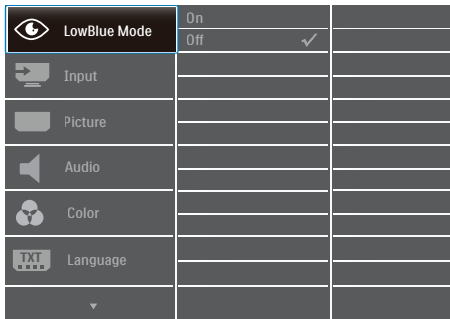 LowBlue Mode
On
Off
Input
Picture
Audio
Color
TXT
Language